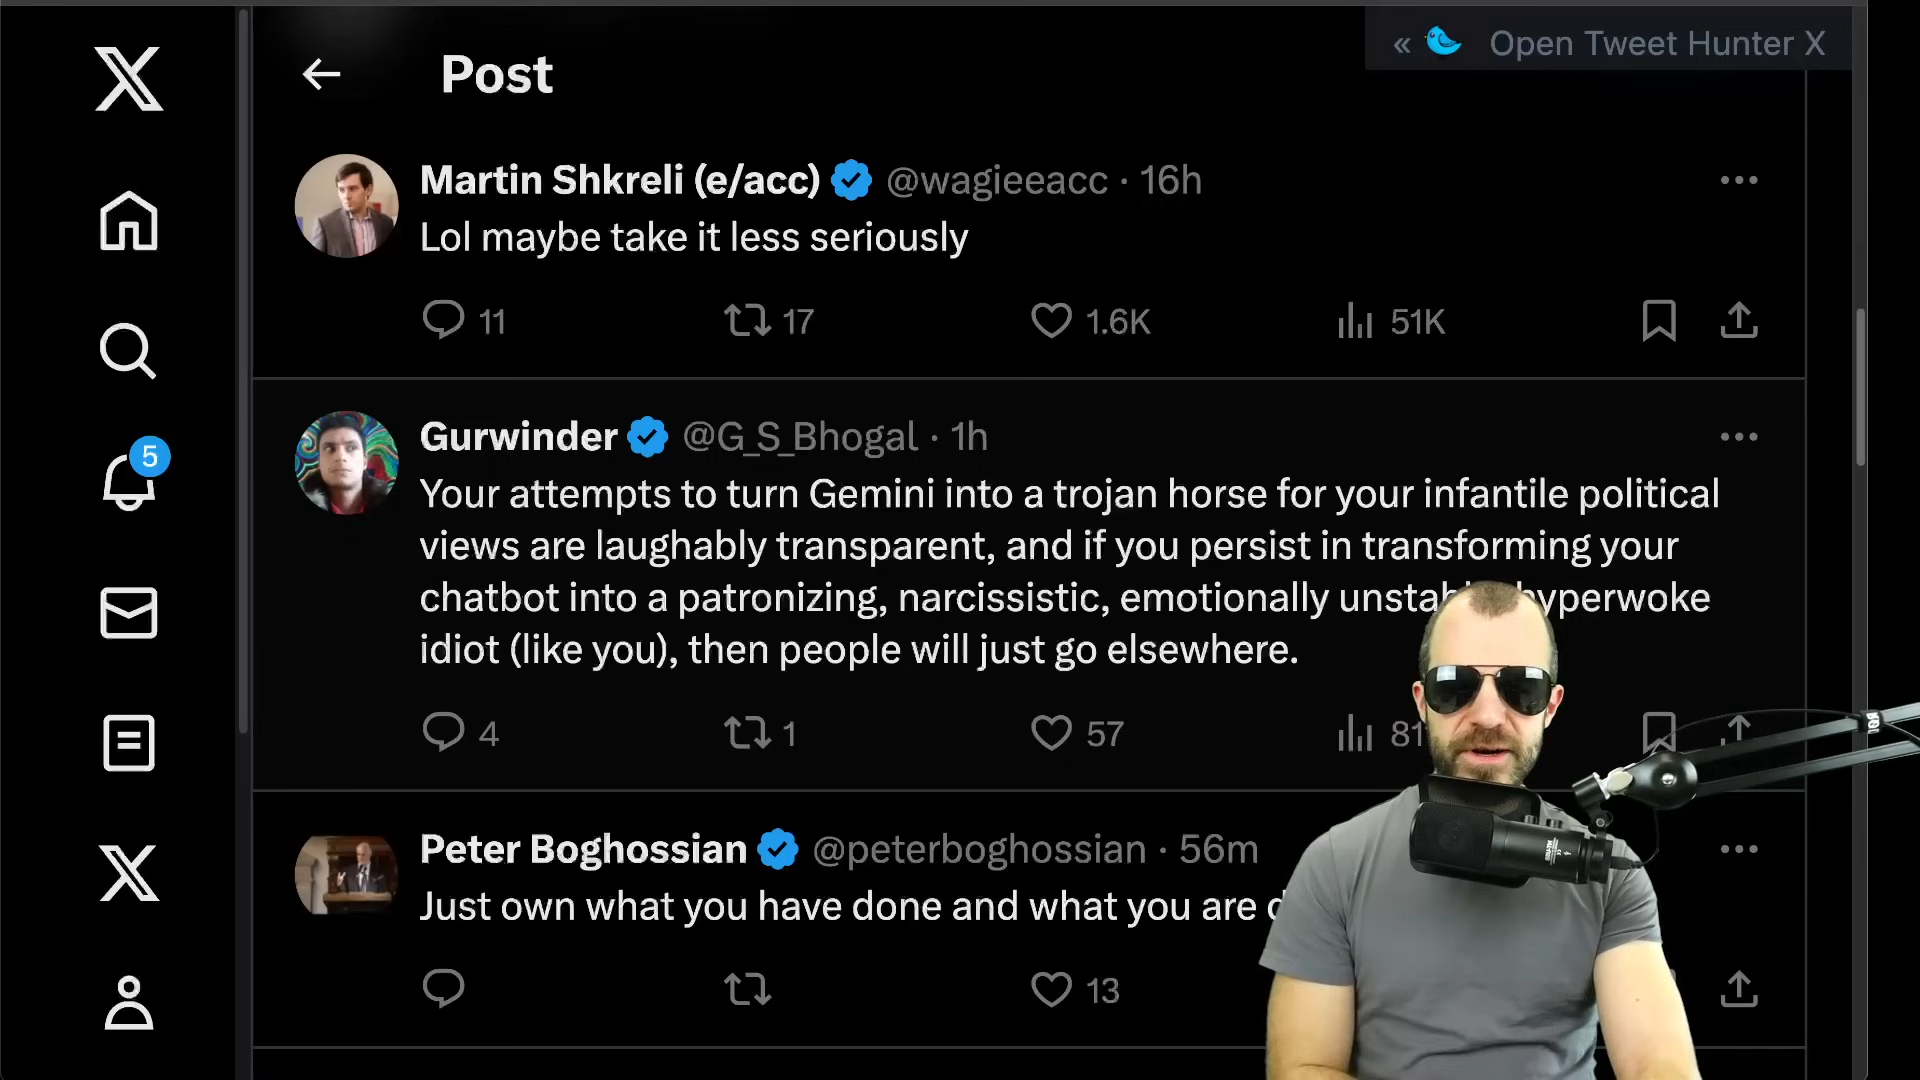 « Open Tweet Hunter X
Post
Martin Shkreli (e/acc) @wagieeacc · 16h
Lol maybe take it less seriously
11 17 1.6K 51K
5
Gurwinder @G_S_Bhogal · 1h
Your attempts to turn Gemini into a trojan horse for your infantile political
views are laughably transparent, and if you persist in transforming your
chatbot into a patronizing, narcissistic, emotionally
idiot (like you), then people will just go elsewhere.
4 1 57
Peter Boghossian @peterboghossian · 56m
Just own what you have done and what you are
13